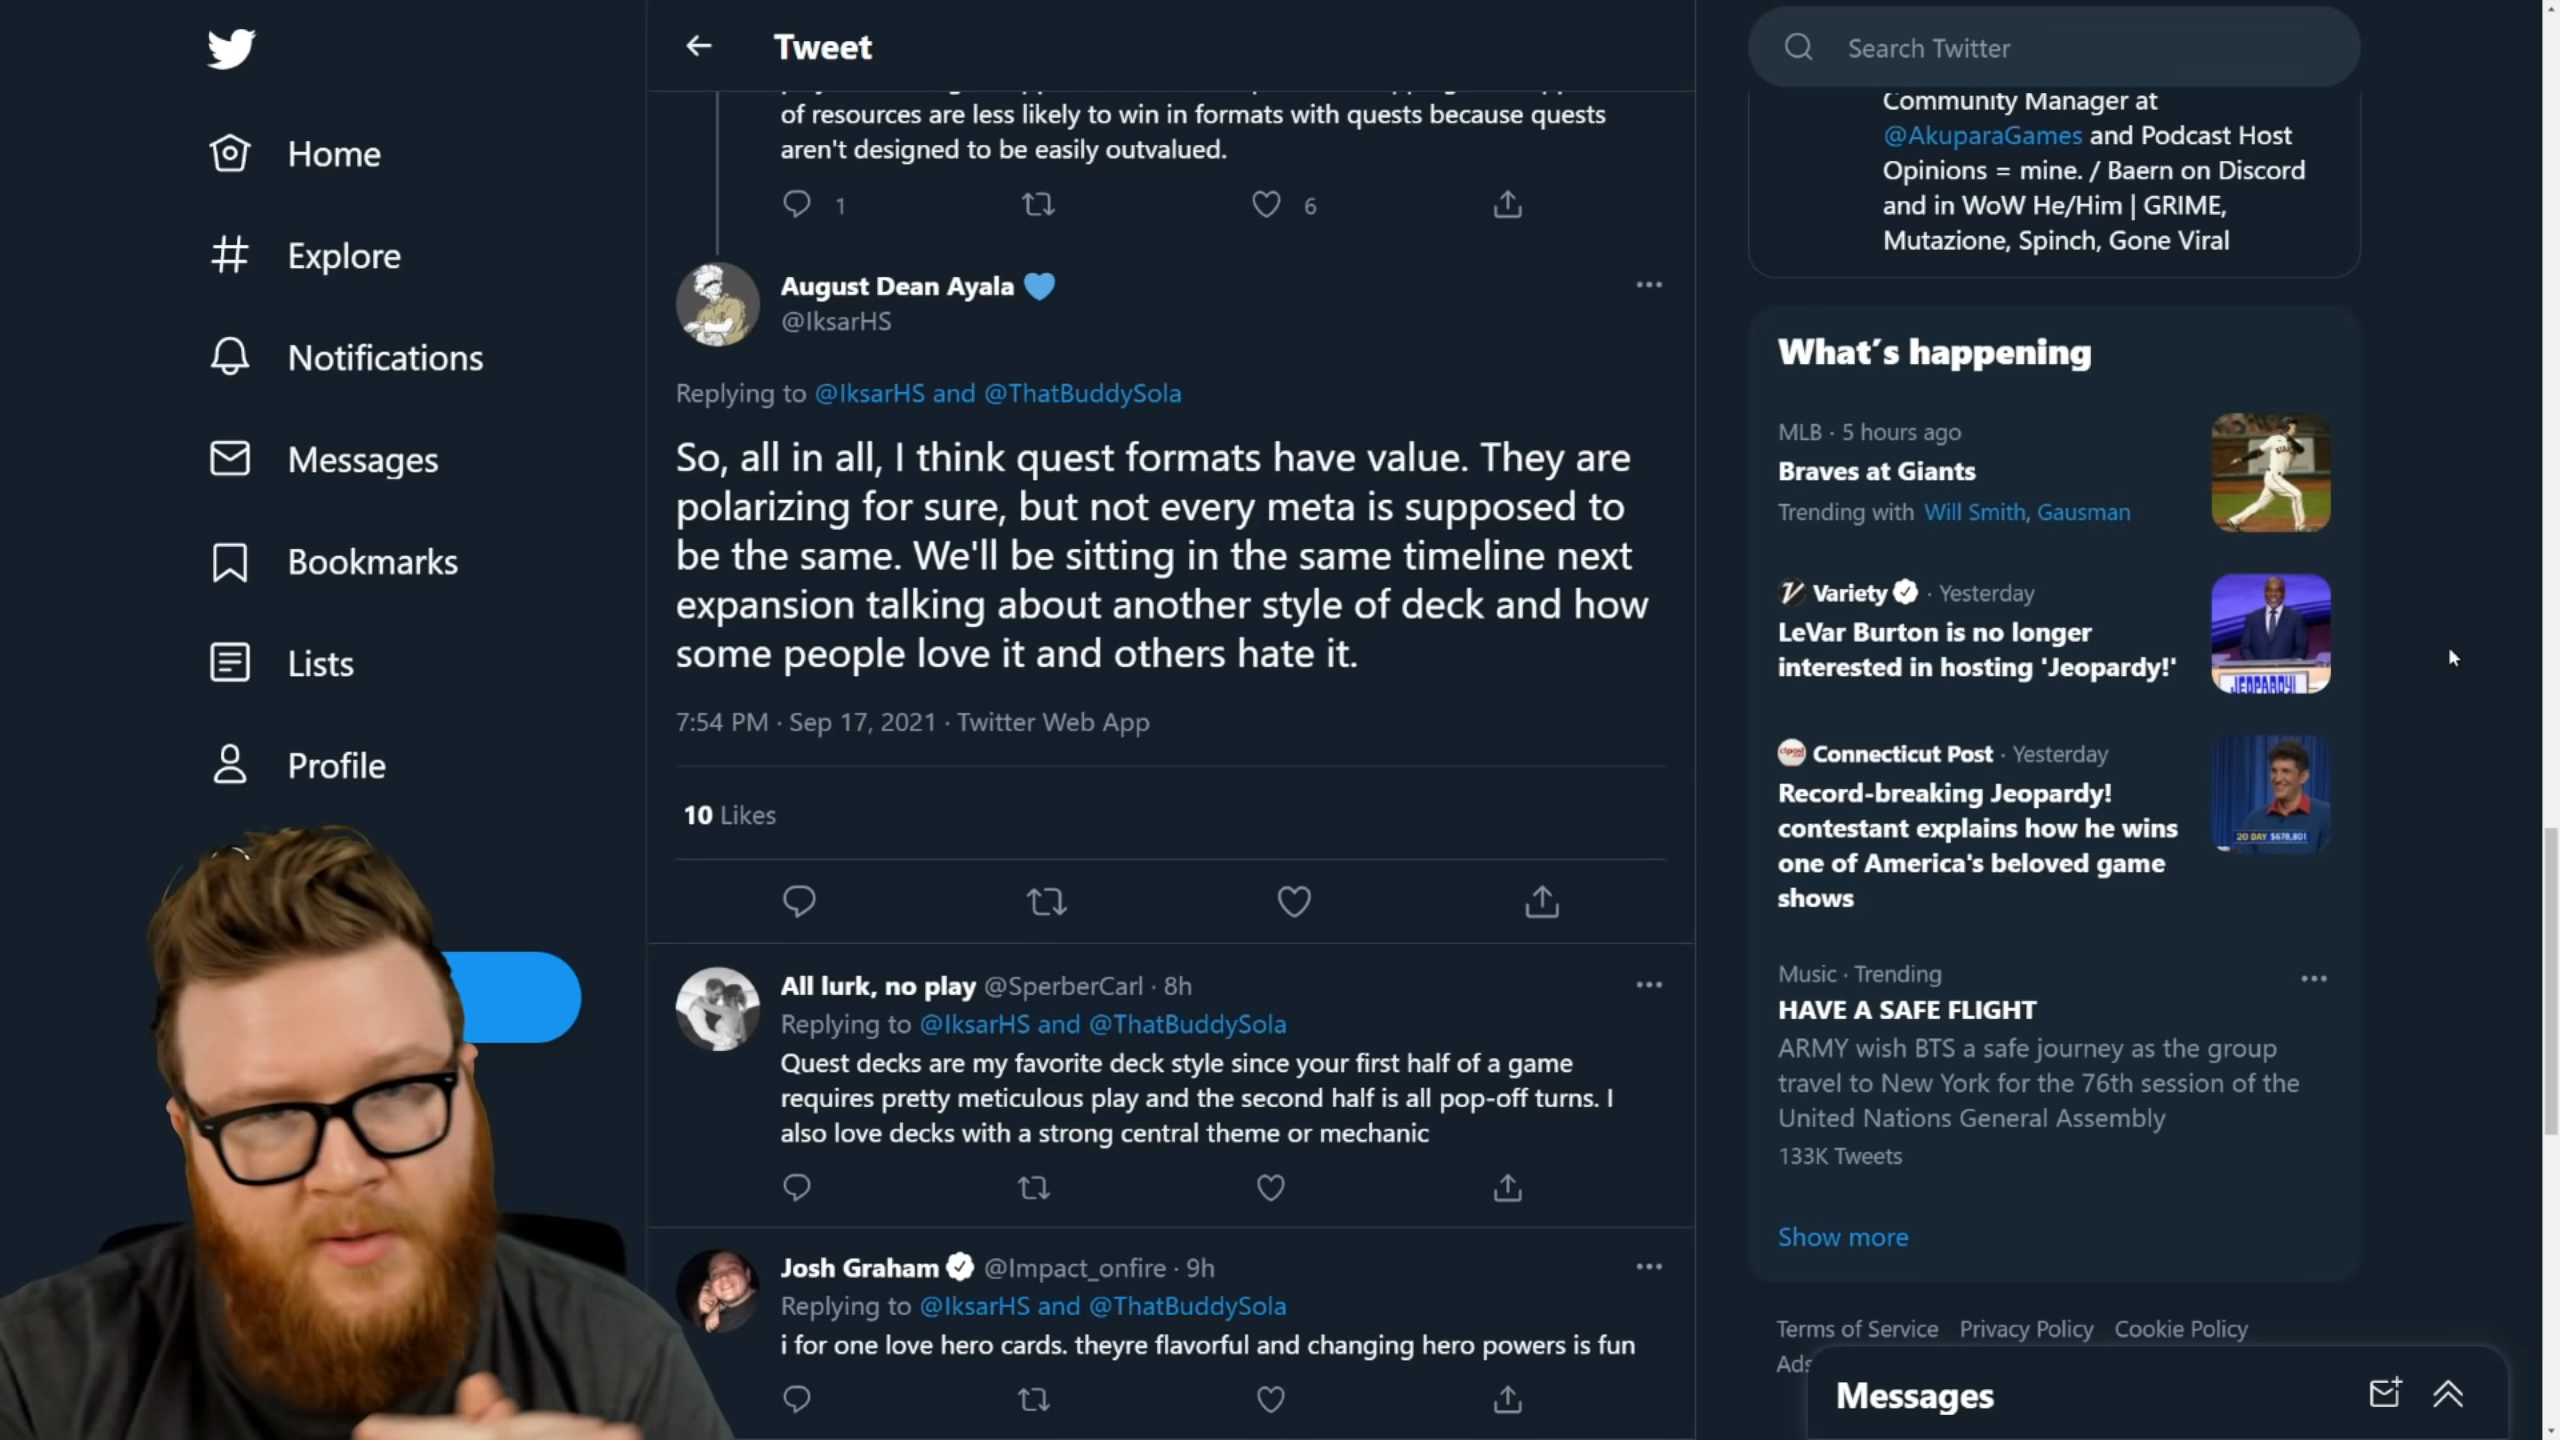 Home
Explore
Notifications
Messages
Bookmarks
Lists
Profile
Tweet
of resources are less likely to win in formats with quests because quests
aren't designed to be easily outvalued.
1
6
August Dean Ayala
@IksarHS
Replying to @IksarHS and @ThatBuddySola
So, all in all, I think quest formats have value. They are
polarizing for sure, but not every meta is supposed to
be the same. We'll be sitting in the same timeline next
expansion talking about another style of deck and how
some people love it and others hate it.
7:54 PM · Sep 17, 2021 · Twitter Web App
10 Likes
All lurk, no play @SperberCarl · 8h
Replying to @IksarHS and @ThatBuddySola
Quest decks are my favorite deck style since your first half of a game
requires pretty meticulous play and the second half is all pop-off turns. I
also love decks with a strong central theme or mechanic
Josh Graham @Impact_onfire · 9h
Replying to @IksarHS and @ThatBuddySola
i for one love hero cards. theyre flavorful and changing hero powers is fun
Search Twitter
Community Manager at
@AkuparaGames and Podcast Host
Opinions = mine. / Baern on Discord
and in WoW He/Him | GRIME,
Mutazione, Spinch, Gone Viral
What's happening
MLB · 5 hours ago
Braves at Giants
Trending with Will Smith, Gausman
Variety · Yesterday
LeVar Burton is no longer
interested in hosting 'Jeopardy!'
JEOPARDY!
Connecticut Post · Yesterday
Record-breaking Jeopardy!
contestant explains how he wins
one of America's beloved game
shows
20 DAY $678,801
Music · Trending
HAVE A SAFE FLIGHT
ARMY wish BTS a safe journey as the group
travel to New York for the 76th session of the
United Nations General Assembly
133K Tweets
Show more
Terms of Service Privacy Policy Cookie Policy
Ads
Messages